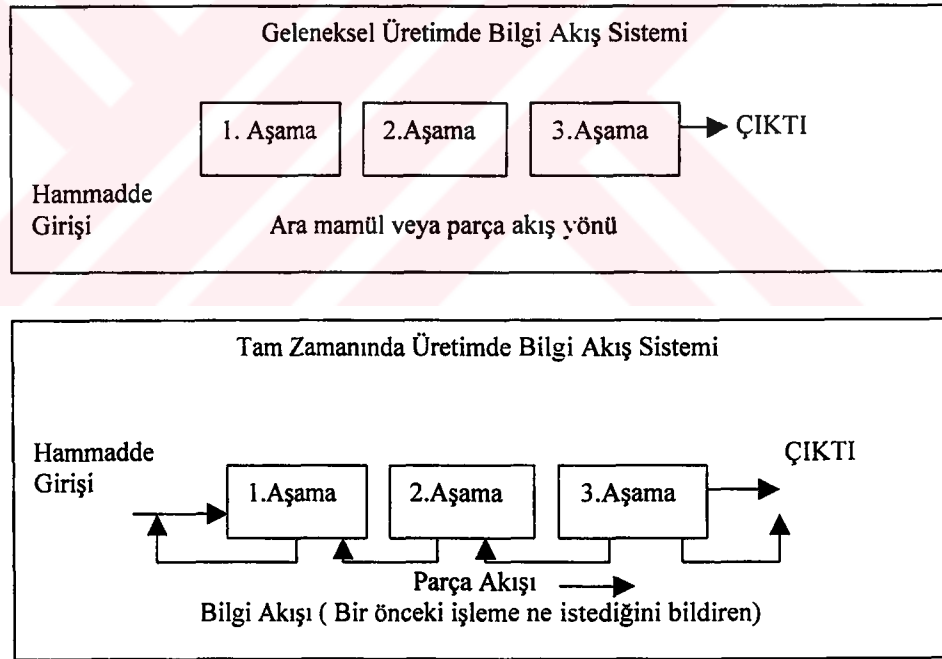 Geleneksel Üretimde Bilgi Akış Sistemi
1. Aşama 2.Aşama 3.Aşama ÇIKTI
Hammadde
Girişi Ara mamül veya parça akış yönü
Tam Zamanında Üretimde Bilgi Akış Sistemi
Hammadde ÇIKTI
Girişi
1.Aşama 2.Aşama 3.Aşama
Parça Akışı
Bilgi Akışı ( Bir önceki işleme ne istediğini bildiren)